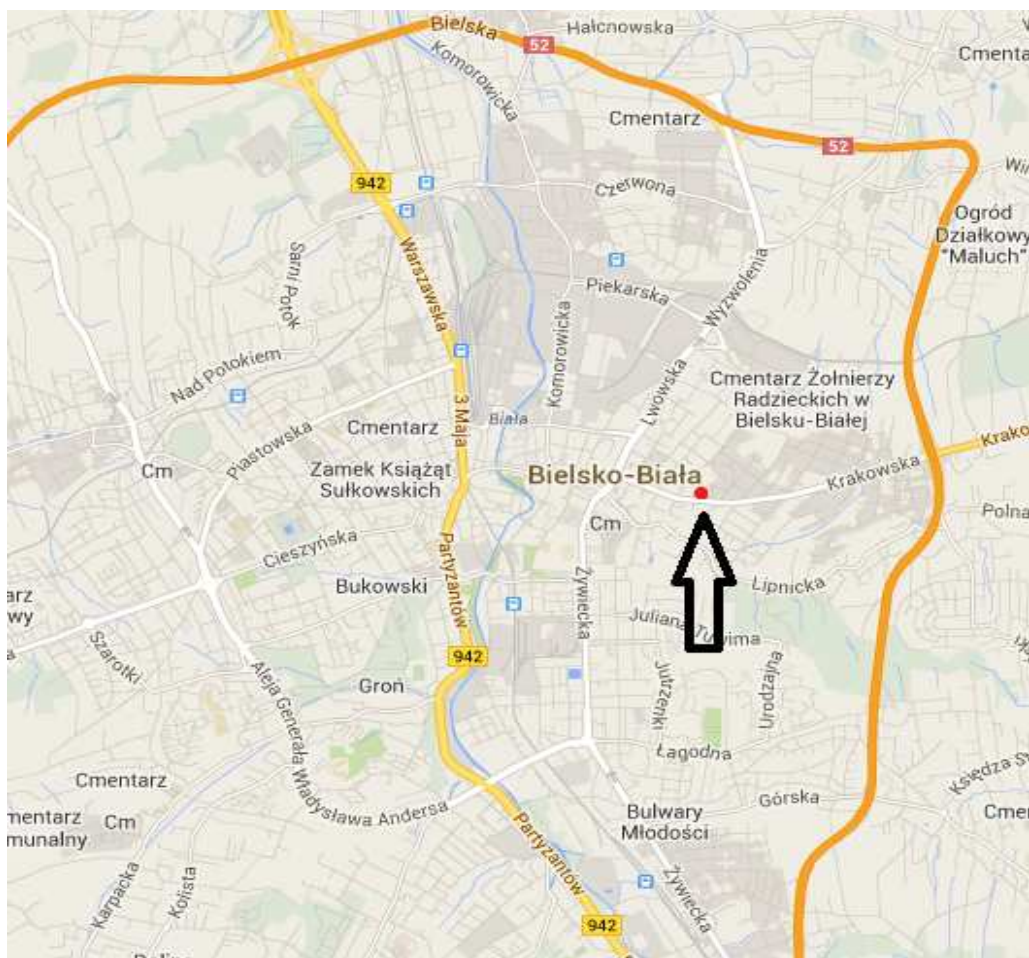 Bielska
52
Hałcnowska
Komorowicka
Cmentarz
52
942
Czerwona
Ogród
Działkowy
"Maluch"
Sarni Potok
Warszawska
Piekarska
Wyzwolenia
Nad Potokiem
Komorowicka
Lwowska
Cmentarz Żołnierzy
Radzieckich w
Bielsku-Białej
3 Maja
Biała
Cmentarz
Piastowska
Cm
Zamek Książąt
Sułkowskich
Bielsko-Biała
Krakowska
Cm
Polna
Cieszyńska
Partyzantów
Bukowski
Żywiecka
Lipnicka
Juliana Tuwima
Szarotki
942
Groń
Jutrzenki
Urodzajna
Aleja Generała Władysława Andersa
Łagodna
Cmentarz
Cm
Górska
Bulwary
Młodości
Partyzantów
Karpacka
Kolista
Żywiecka
942